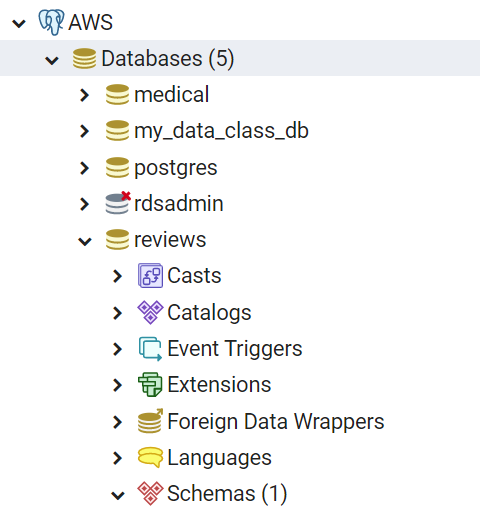 AWS
Databases (5)
medical
my_data_class_db
postgres
rdsadmin
reviews
Casts
Catalogs
Event Triggers
Extensions
Foreign Data Wrappers
Languages
Schemas (1)